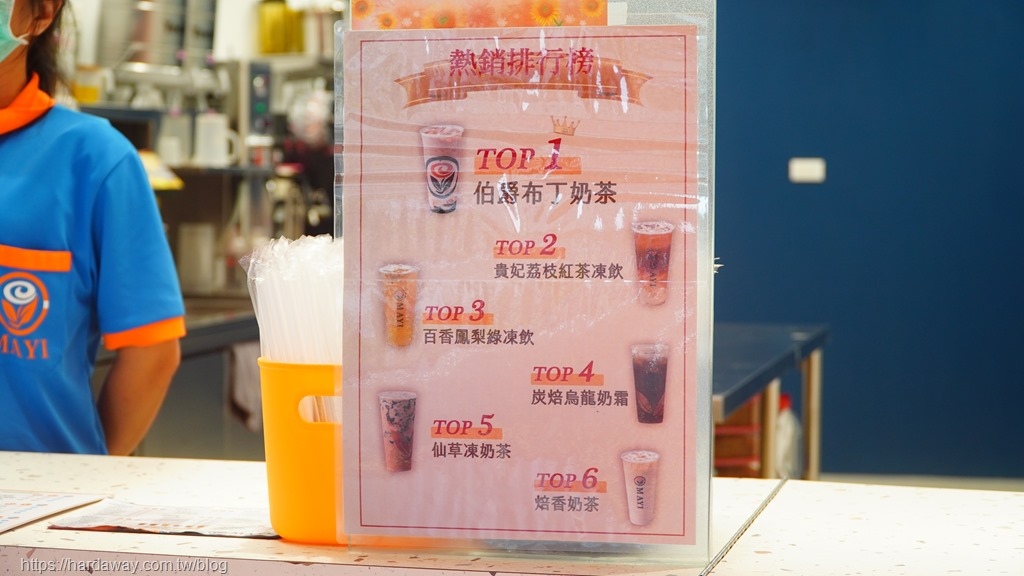 熱銷排行榜
TOP 1
伯爵布丁奶茶
TOP 2
貴妃荔枝紅茶凍飲
TOP 3
百香鳳梨綠凍飲
TOP 4
炭焙烏龍奶霜
TOP 5
仙草凍奶茶
TOP 6
焙香奶茶
MAYI
MAYI
MAYI
https://hardaway.com.tw/blog